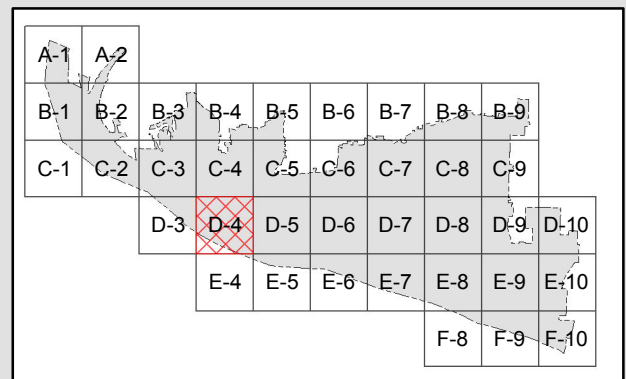 A-1 A-2
B-1 B-2 B-3 B-4 B-5 B-6 B-7 B-8 B-9
C-1 C-2 C-3 C-4 C-5 C-6 C-7 C-8 C-9
D-3 D-4 D-5 D-6 D-7 D-8 D-9 D-10
E-4 E-5 E-6 E-7 E-8 E-9 E-10
F-8 F-9 F-10